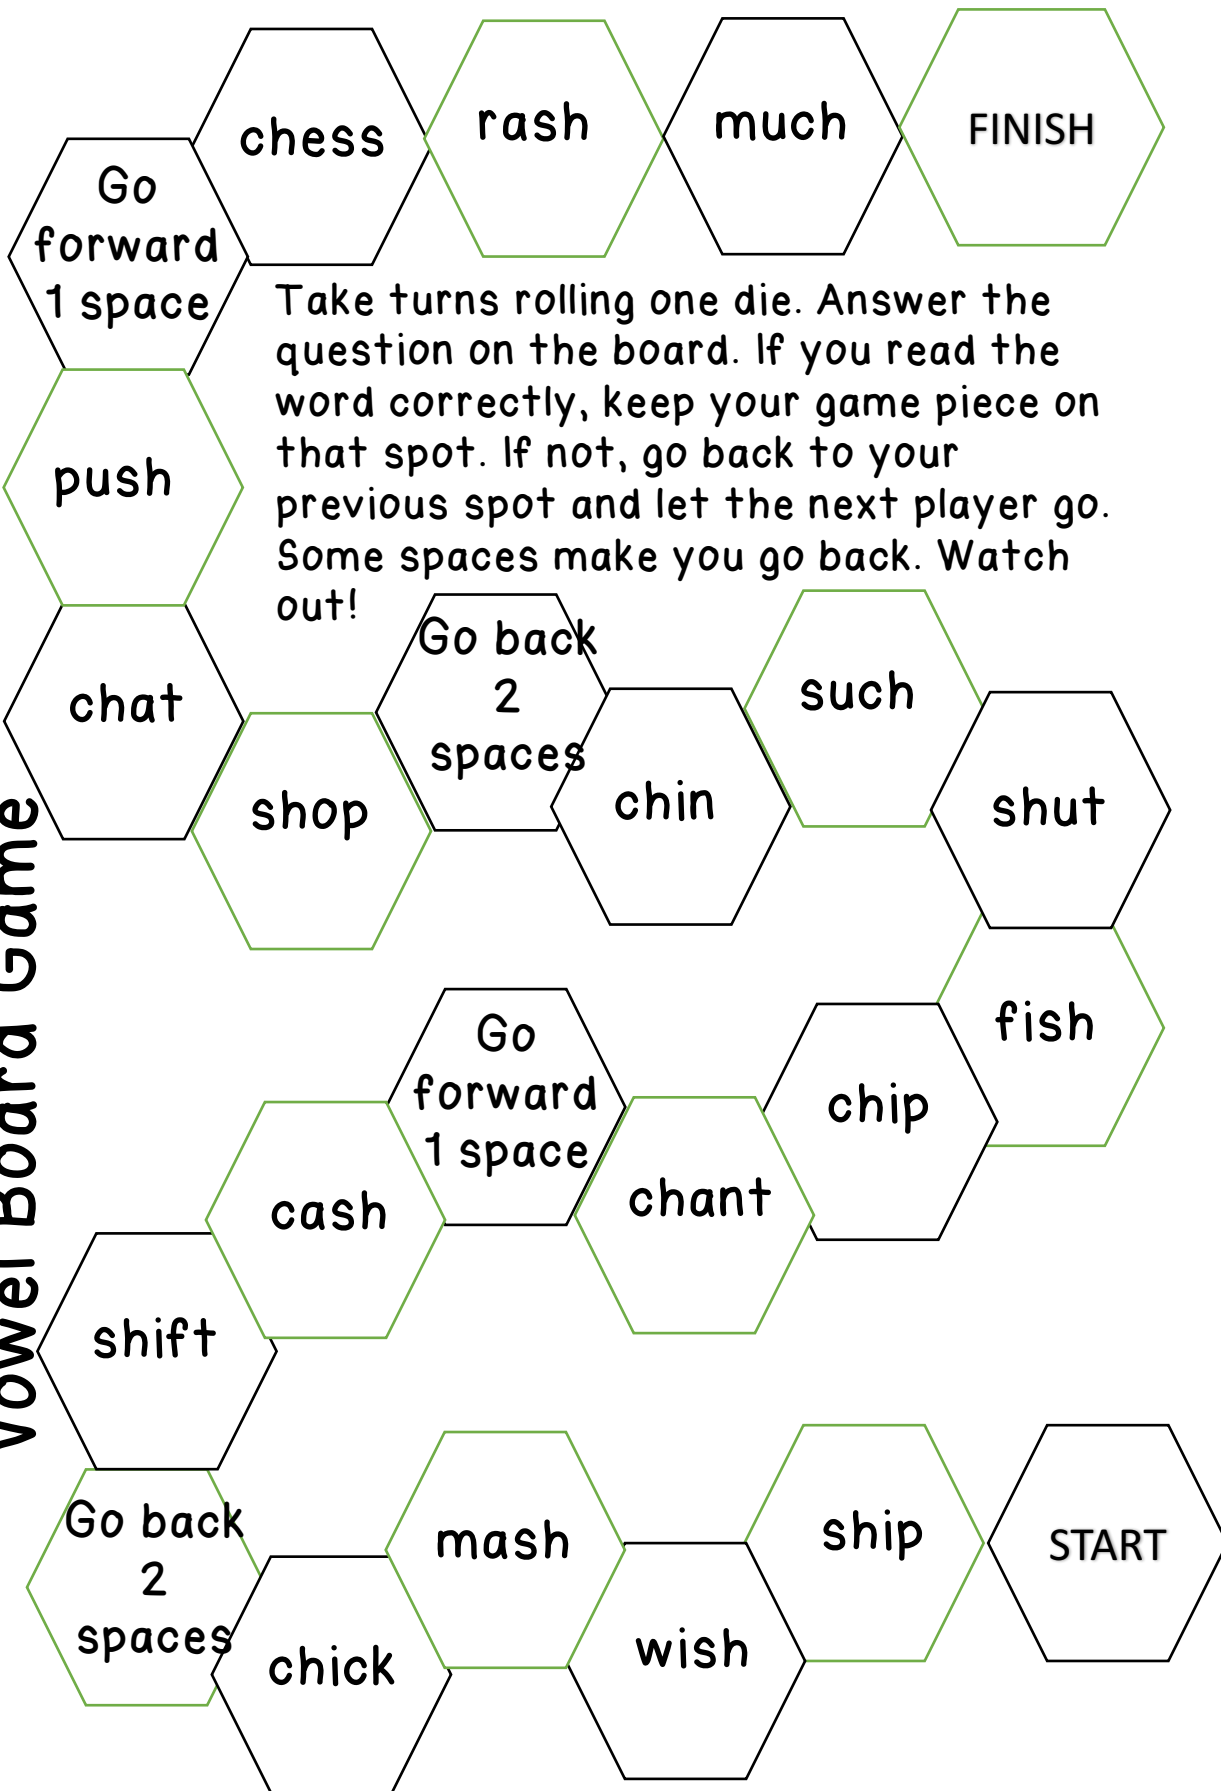 chess
rash
much
FINISH
Go
forward
1 space
Take turns rolling one die. Answer the
question on the board. If you read the
word correctly, keep your game piece on
that spot. If not, go back to your
previous spot and let the next player go.
Some spaces make you go back. Watch
out!
push
chat
shop
Go back
2
spaces
chin
such
shut
fish
chip
chant
Go
forward
1 space
cash
shift
Vowel Board Game
Go back
2
spaces
chick
mash
wish
ship
START